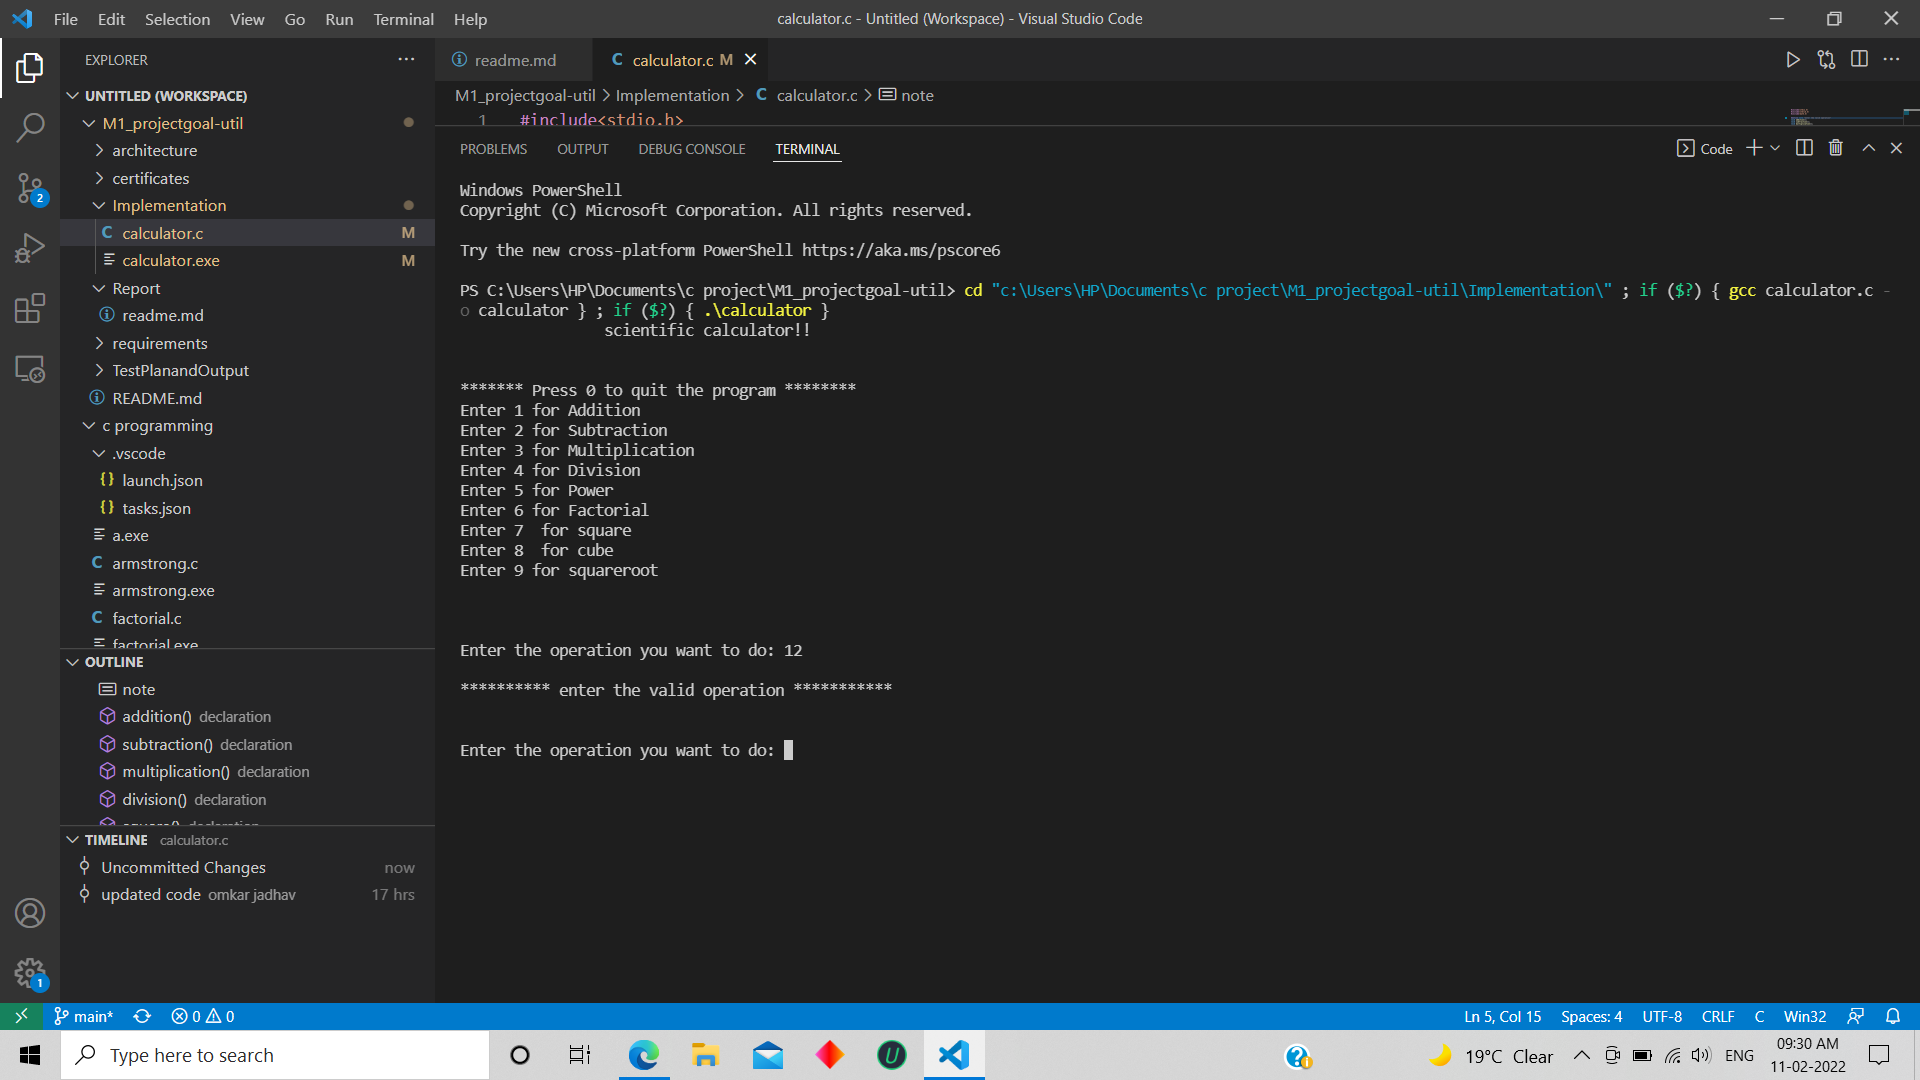 File Edit Selection View Go Run Terminal Help
calculator.c - Untitled (Workspace) - Visual Studio Code
EXPLORER
UNTITLED (WORKSPACE)
M1_projectgoal-util
architecture
certificates
Implementation
calculator.c M
calculator.exe M
Report
readme.md
requirements
TestPlanandOutput
README.md
c programming
.vscode
launch.json
tasks.json
a.exe
armstrong.c
armstrong.exe
factorial.c
factorial.exe
OUTLINE
note
addition() declaration
subtraction() declaration
multiplication() declaration
division() declaration
square() declaration
TIMELINE calculator.c
Uncommitted Changes now
updated code omkar jadhav 17 hrs
readme.md
C calculator.c M
M1_projectgoal-util > Implementation > C calculator.c > note
1 #include<stdio.h>
PROBLEMS OUTPUT DEBUG CONSOLE TERMINAL
Code
Windows PowerShell
Copyright (C) Microsoft Corporation. All rights reserved.
Try the new cross-platform PowerShell https://aka.ms/pscore6
PS C:\Users\HP\Documents\c project\M1_projectgoal-util> cd "c:\Users\HP\Documents\c project\M1_projectgoal-util\Implementation\" ; if ($?) { gcc calculator.c -
o calculator } ; if ($?) { .\calculator }
scientific calculator!!
******* Press 0 to quit the program ********
Enter 1 for Addition
Enter 2 for Subtraction
Enter 3 for Multiplication
Enter 4 for Division
Enter 5 for Power
Enter 6 for Factorial
Enter 7  for square
Enter 8  for cube
Enter 9 for squareroot
Enter the operation you want to do: 12
********** enter the valid operation ***********
Enter the operation you want to do:
2
1
main* 0 0
Ln 5, Col 15 Spaces: 4 UTF-8 CRLF C Win32
Type here to search
19°C Clear
ENG
09:30 AM
11-02-2022